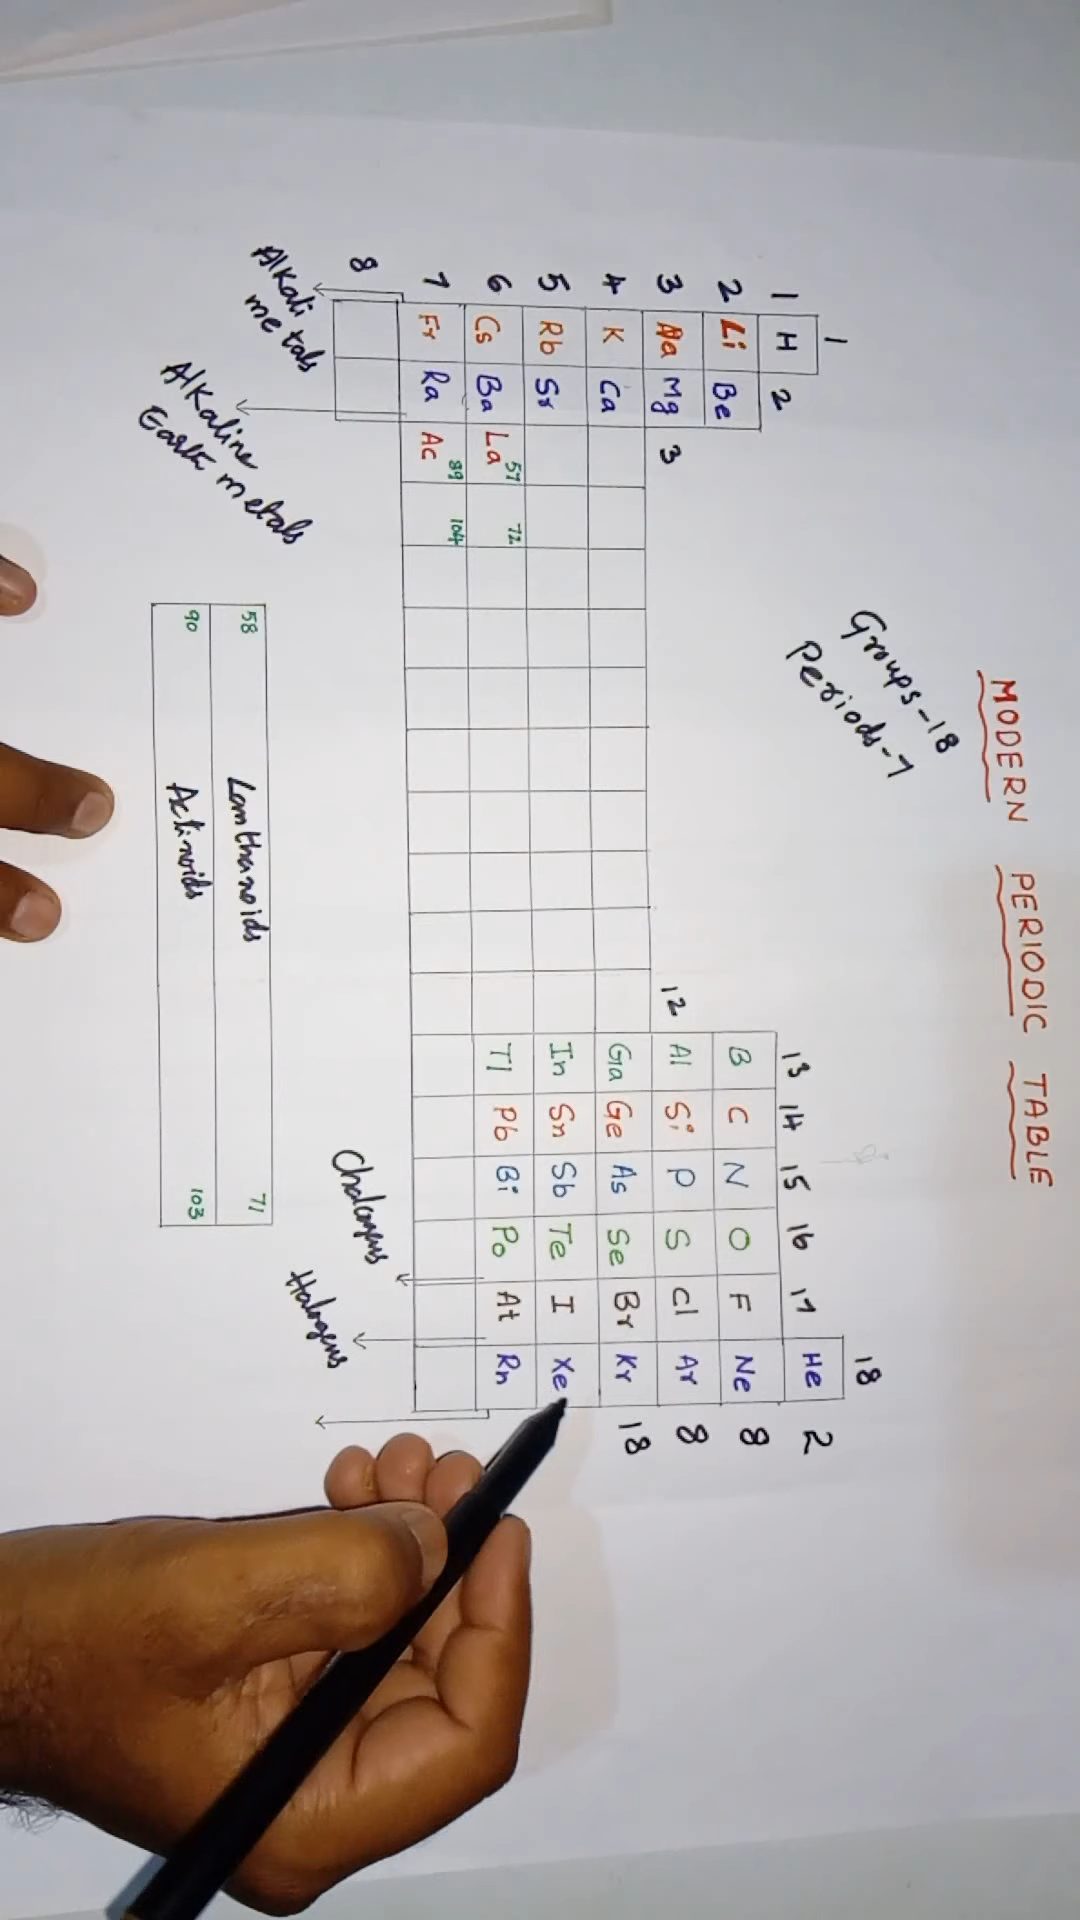 MODERN PERIODIC TABLE
Groups-18
Periods-7
1 18
1 H 2 13 14 15 16 17 He 2
2 Li Be B C N O F Ne 8
3 Na Mg 3 12 Al Si P S Cl Ar 8
4 K Ca Ga Ge As Se Br Kr 18
5 Rb Sr In Sn Sb Te I Xe
6 Cs Ba La 57 72 Tl Pb Bi Po At Rn
7 Fr Ra Ac 89 104
8
Alkali
metals
Alkaline
Earth metals
Chalcogens
Halogens
58 Lanthanoids 71
90 Actinoids 103